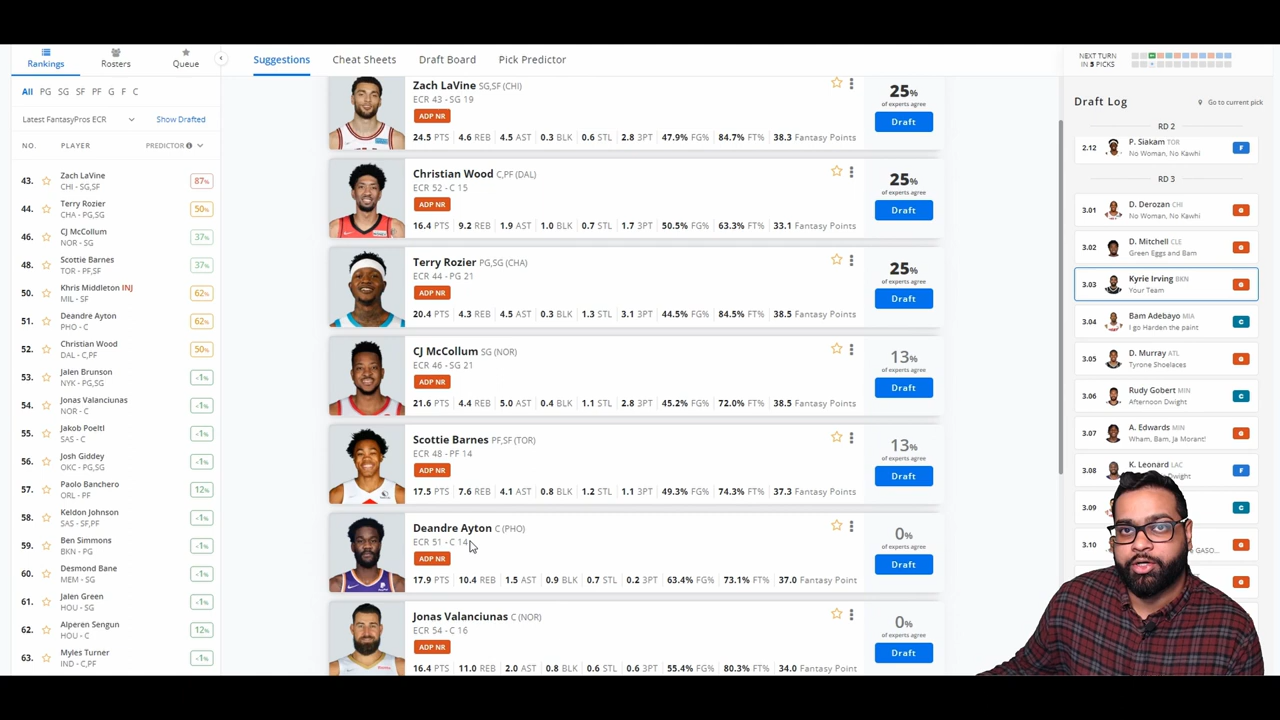 Rankings
Rosters
Queue
Suggestions
Cheat Sheets
Draft Board
Pick Predictor
NEXT TURN
IN 5 PICKS
All PG SG SF PF G F C
Latest FantasyPros ECR
Show Drafted
NO. PLAYER PREDICTOR
43. Zach LaVine 87%
CHI - SG,SF
44. Terry Rozier 50%
CHA - PG,SG
46. CJ McCollum 37%
NOR - SG
48. Scottie Barnes 37%
TOR - PF,SF
50. Khris Middleton INJ 62%
MIL - SF
51. Deandre Ayton 62%
PHO - C
52. Christian Wood 50%
DAL - C,PF
53. Jalen Brunson <1%
NYK - PG,SG
54. Jonas Valanciunas <1%
NOR - C
55. Jakob Poeltl <1%
SAS - C
56. Josh Giddey <1%
OKC - PG,SG
57. Paolo Banchero 12%
ORL - PF
58. Keldon Johnson <1%
SAS - SF,PF
59. Ben Simmons <1%
BKN - PG
60. Desmond Bane <1%
MEM - SG
61. Jalen Green <1%
HOU - SG
62. Alperen Sengun 12%
HOU - C
63. Myles Turner <1%
IND - C,PF
Zach LaVine SG,SF (CHI)
ECR 43 - SG 19
ADP NR
24.5 PTS 4.6 REB 4.5 AST 0.3 BLK 0.6 STL 2.8 3PT 47.9% FG% 84.7% FT% 38.3 Fantasy Points
25%
of experts agree
Draft
Christian Wood C,PF (DAL)
ECR 52 - C 15
ADP NR
16.4 PTS 9.2 REB 1.9 AST 1.0 BLK 0.7 STL 1.7 3PT 50.5% FG% 63.3% FT% 33.1 Fantasy Points
25%
of experts agree
Draft
Terry Rozier PG,SG (CHA)
ECR 44 - PG 21
ADP NR
20.4 PTS 4.3 REB 4.5 AST 0.3 BLK 1.3 STL 3.1 3PT 44.5% FG% 84.5% FT% 38.5 Fantasy Points
25%
of experts agree
Draft
CJ McCollum SG (NOR)
ECR 46 - SG 21
ADP NR
21.6 PTS 4.4 REB 5.0 AST 0.4 BLK 1.1 STL 2.8 3PT 45.2% FG% 72.0% FT% 38.5 Fantasy Points
13%
of experts agree
Draft
Scottie Barnes PF,SF (TOR)
ECR 48 - PF 14
ADP NR
17.5 PTS 7.6 REB 4.1 AST 0.8 BLK 1.2 STL 1.1 3PT 49.3% FG% 74.3% FT% 37.3 Fantasy Points
13%
of experts agree
Draft
Deandre Ayton C (PHO)
ECR 51 - C 14
ADP NR
17.9 PTS 10.4 REB 1.5 AST 0.9 BLK 0.7 STL 0.2 3PT 63.4% FG% 73.1% FT% 37.0 Fantasy Point
0%
of experts agree
Draft
Jonas Valanciunas C (NOR)
ECR 54 - C 16
ADP NR
16.4 PTS 11.0 REB 2.0 AST 0.8 BLK 0.6 STL 0.6 3PT 55.4% FG% 80.3% FT% 34.0 Fantasy Points
0%
of experts agree
Draft
Draft Log
Go to current pick
RD 2
2.12 P. Siakam TOR F
No Woman, No Kawhi
RD 3
3.01 D. Derozan CHI G
No Woman, No Kawhi
3.02 D. Mitchell CLE G
Green Eggs and Bam
3.03 Kyrie Irving BKN G
Your Team
3.04 Bam Adebayo MIA C
I go Harden the paint
3.05 D. Murray ATL G
Tyrone Shoelaces
3.06 Rudy Gobert MIN C
Afternoon Dwight
3.07 A. Edwards MIN G
Wham, Bam, Ja Morant!
3.08 K. Leonard LAC F
Dwight
3.09 C
3.10 G
GASO...
G